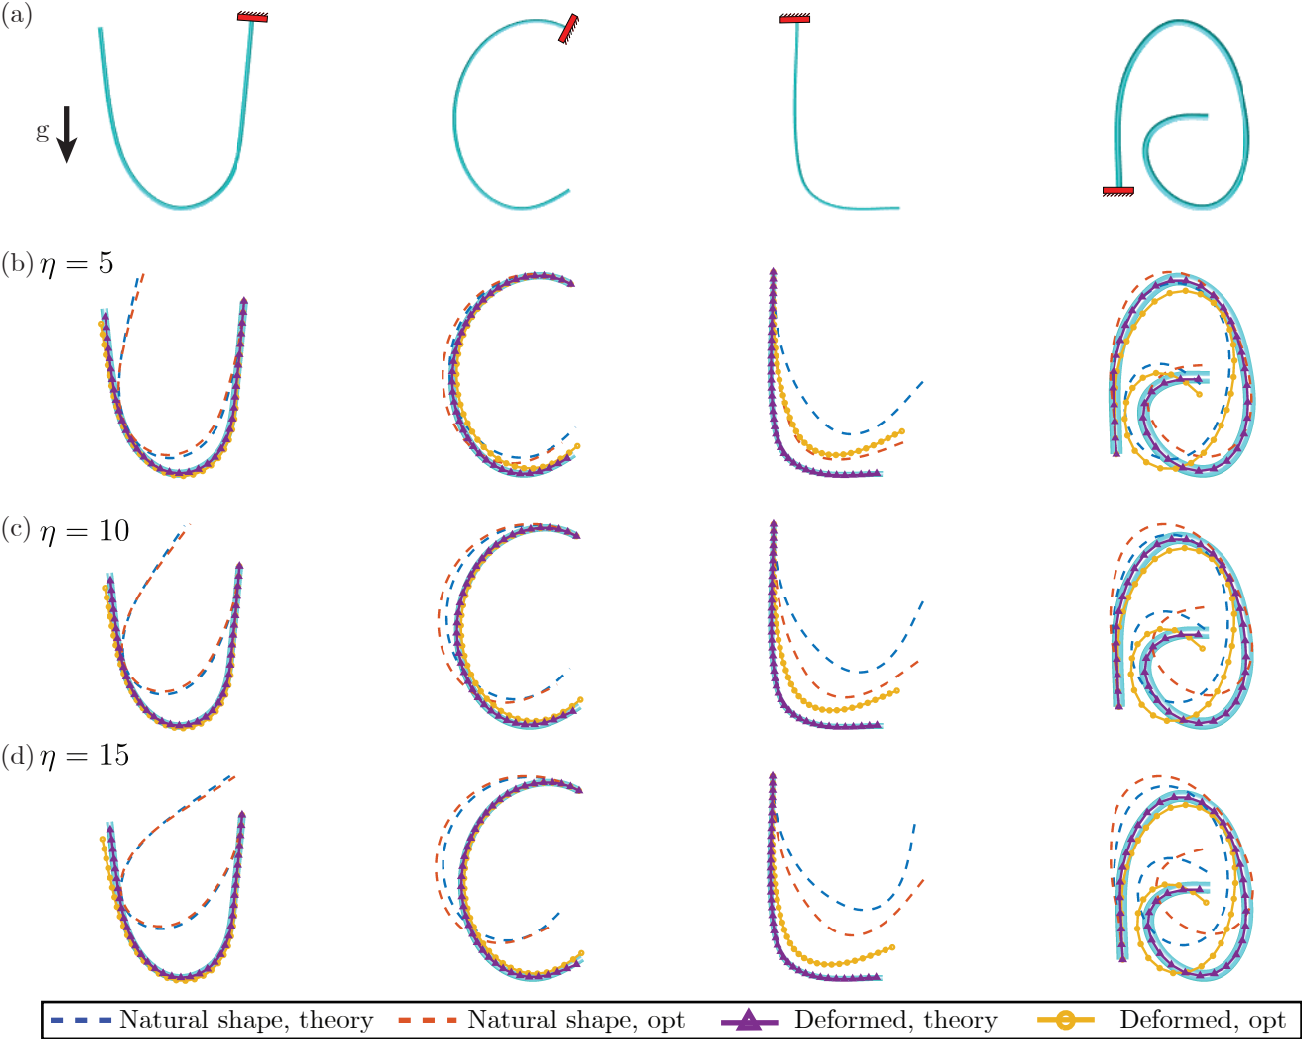 (a)
g
(b) η = 5
(c) η = 10
(d) η = 15
Natural shape, theory Natural shape, opt Deformed, theory Deformed, opt